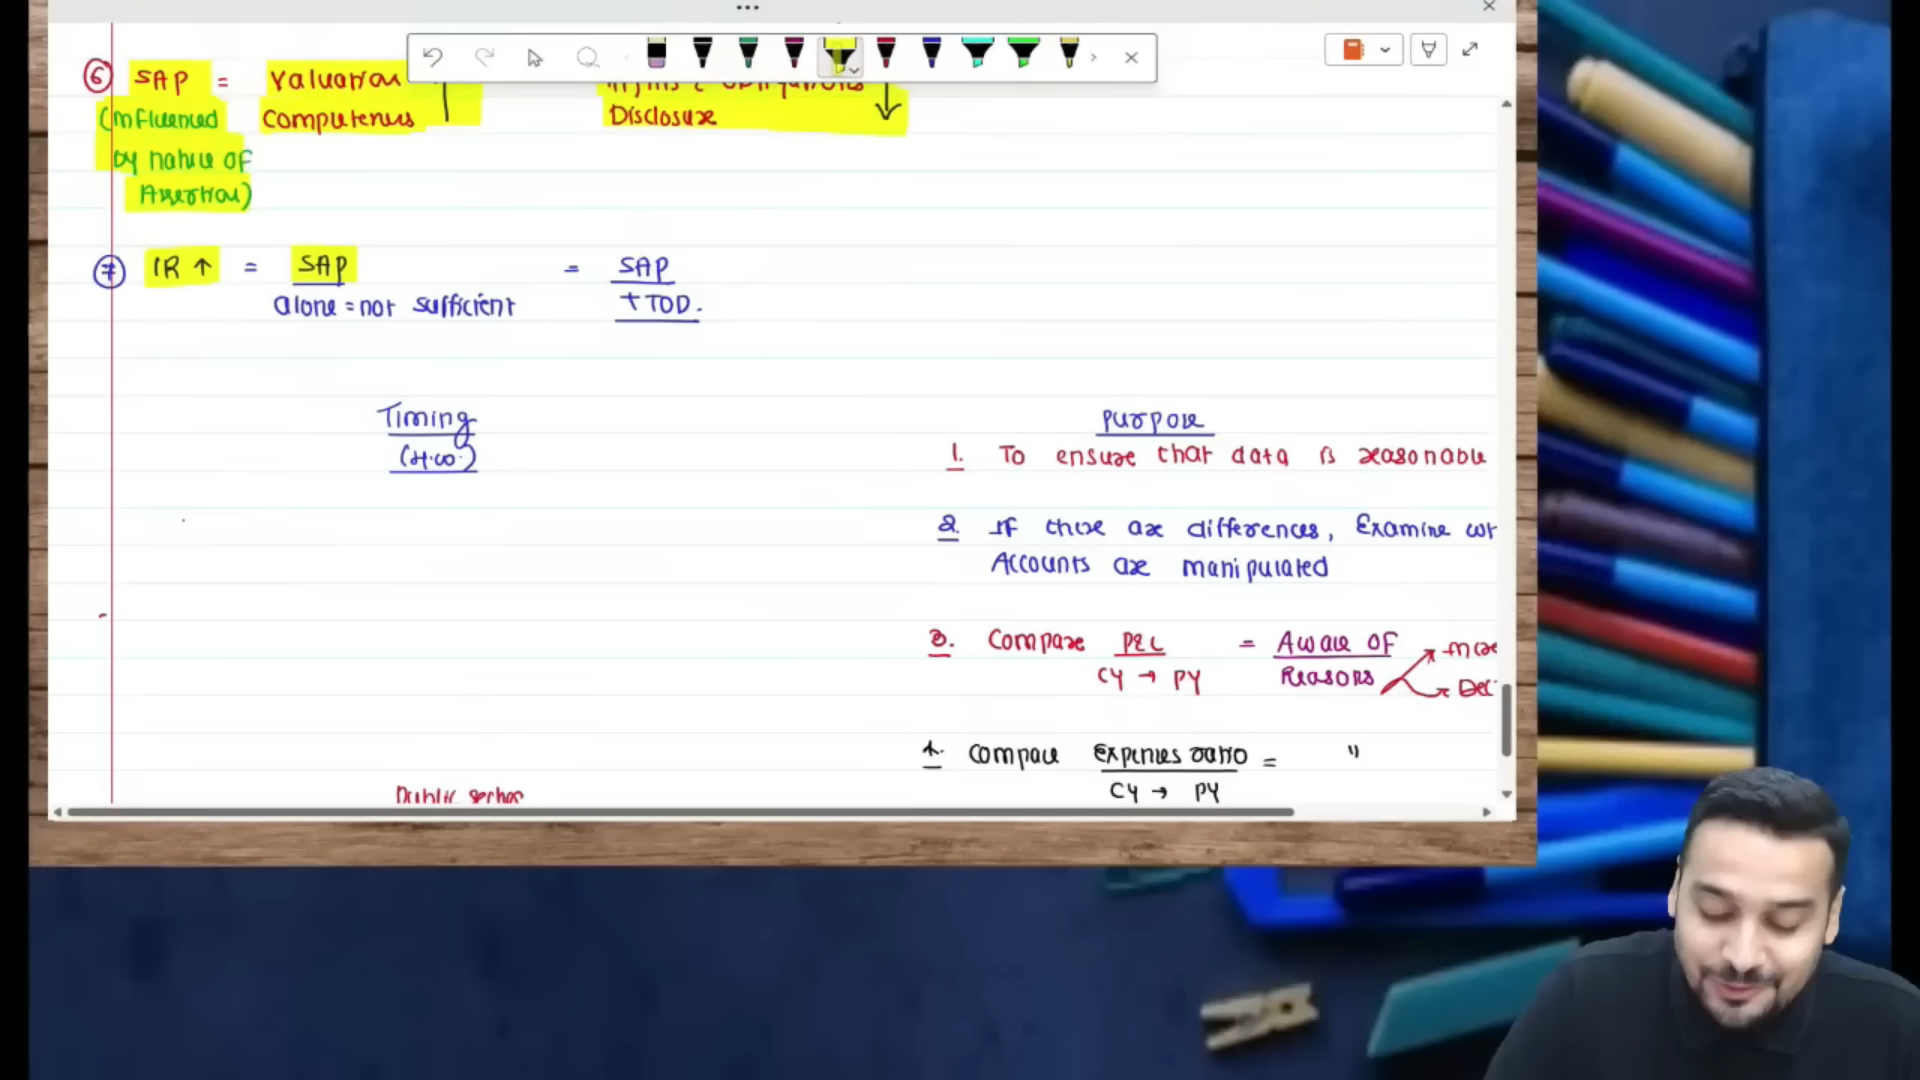 6 SAP = valuation
Disclosure
(influenced completeness
by nature of
Assertion)
7 IR ↑ = SAP = SAP
alone = not sufficient + TOD.
Timing
(H.W.)
purpose
1. To ensure that data is reasonable
2. If there are differences, Examine
Accounts are manipulated
3. Compare P&L = Aware of
CY → PY Reasons
4. compare expenses ratio = "
CY → PY
Public sector